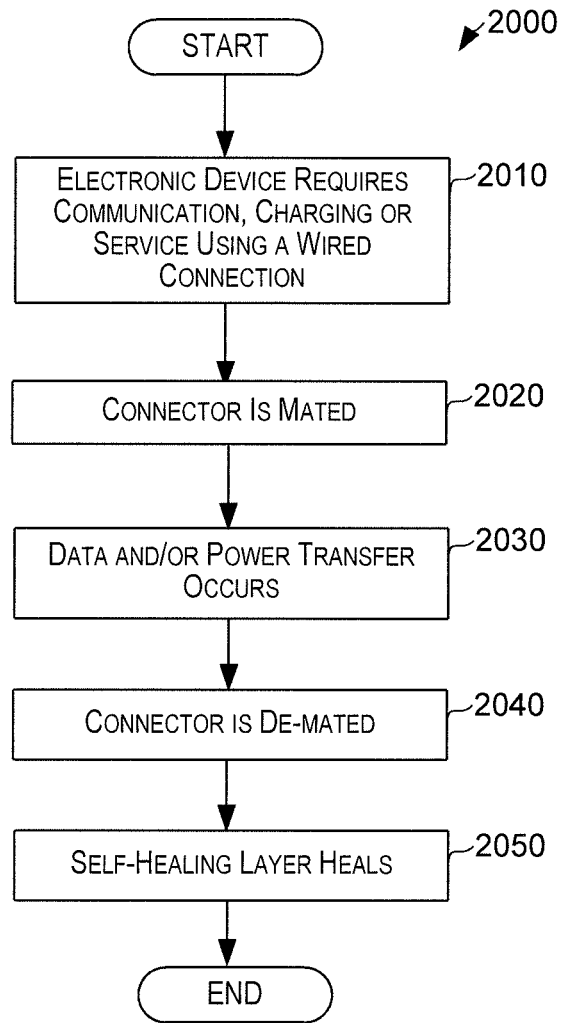 START
2000
ELECTRONIC DEVICE REQUIRES
COMMUNICATION, CHARGING OR
SERVICE USING A WIRED
CONNECTION
2010
CONNECTOR IS MATED
2020
DATA AND/OR POWER TRANSFER
OCCURS
2030
CONNECTOR IS DE-MATED
2040
SELF-HEALING LAYER HEALS
2050
END